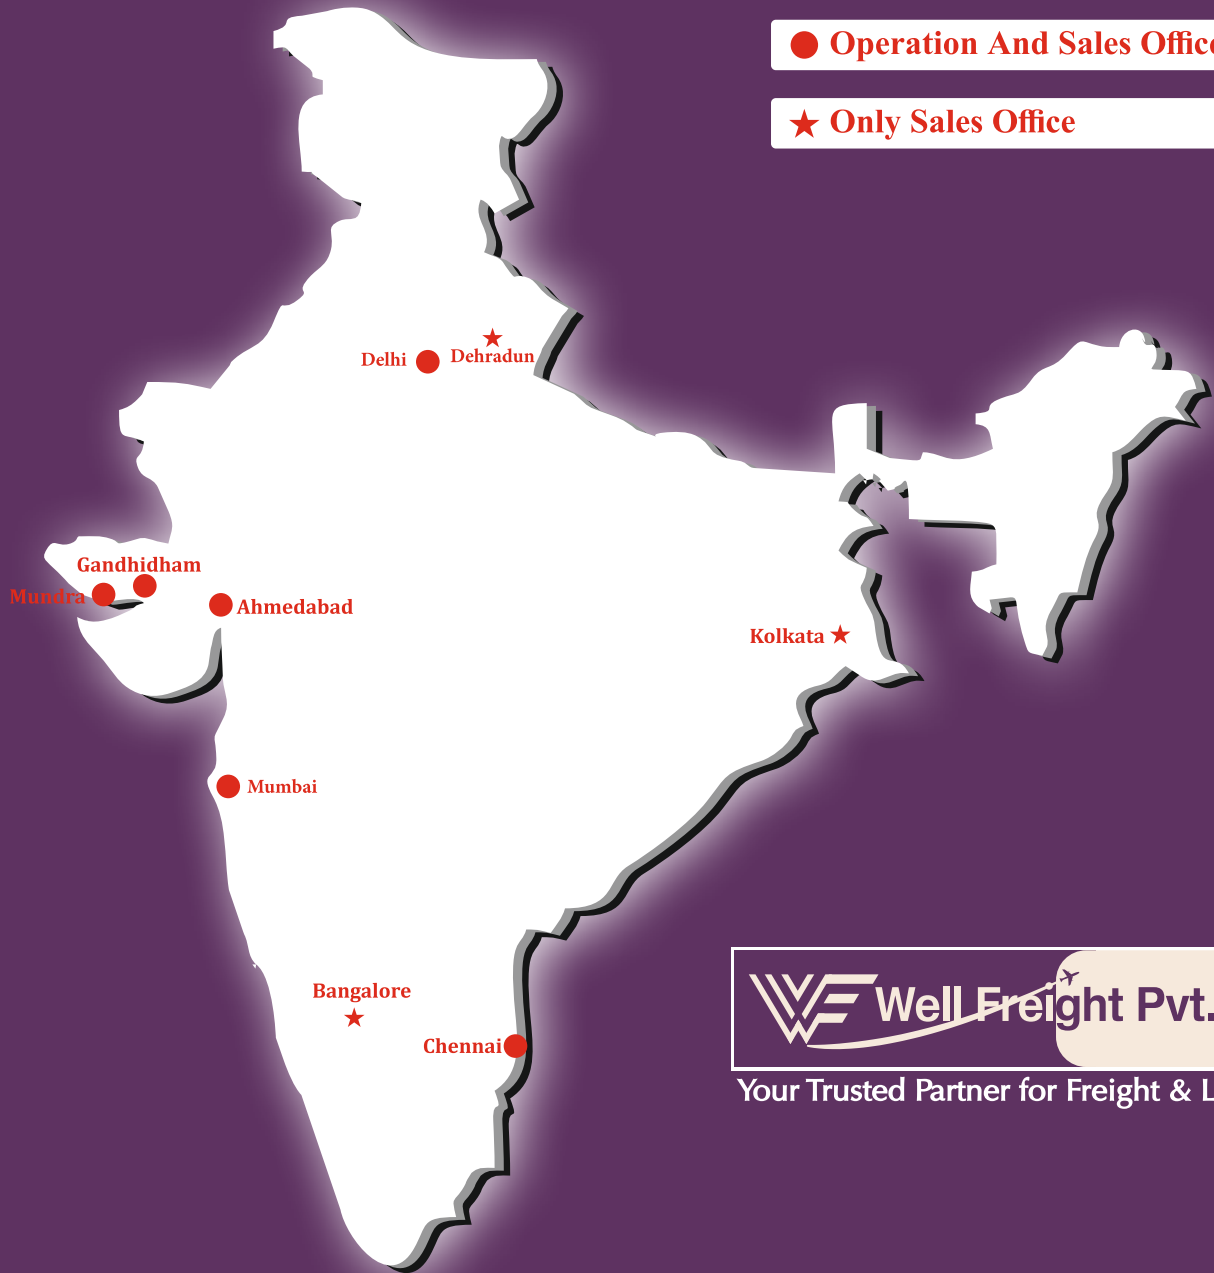 Operation And Sales Office
Only Sales Office
Delhi
Dehradun
Gandhidham
Mundra
Ahmedabad
Kolkata
Mumbai
Bangalore
Chennai
Well Freight Pvt.
Your Trusted Partner for Freight & L